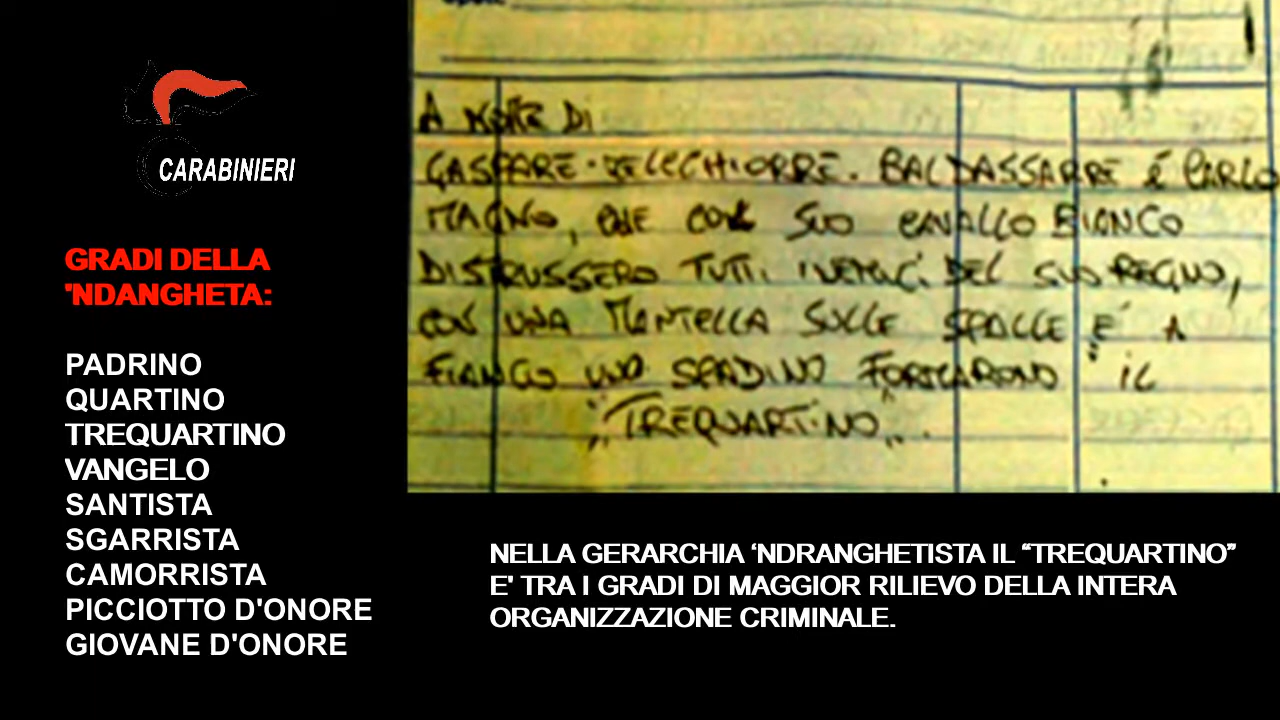 CARABINIERI
GRADI DELLA
'NDANGHETA:
PADRINO
QUARTINO
TREQUARTINO
VANGELO
SANTISTA
SGARRISTA
CAMORRISTA
PICCIOTTO D'ONORE
GIOVANE D'ONORE
A NOME DI
GASPARE MELCCHIORRE. BALDASSARRE E CARLO
MAGNO, CHE CON SUO CAVALLO BIANCO
DISTRUSSERO TUTTI I NEMICI DEL SUO REGNO,
CON UNA MANTELLA SULLE SPALLE E A
FIANCO UNO SPADINO FORMARONO IL
"TREQUARTINO".
NELLA GERARCHIA ‘NDRANGHETISTA IL “TREQUARTINO”
E' TRA I GRADI DI MAGGIOR RILIEVO DELLA INTERA
ORGANIZZAZIONE CRIMINALE.